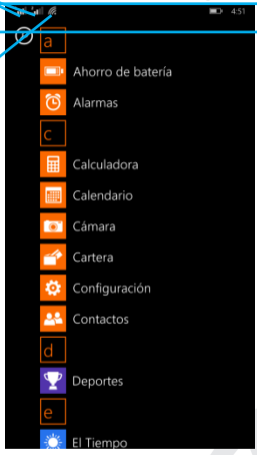 4:51
a
Ahorro de batería
Alarmas
c
Calculadora
Calendario
Cámara
Cartera
Configuración
Contactos
d
Deportes
e
El Tiempo